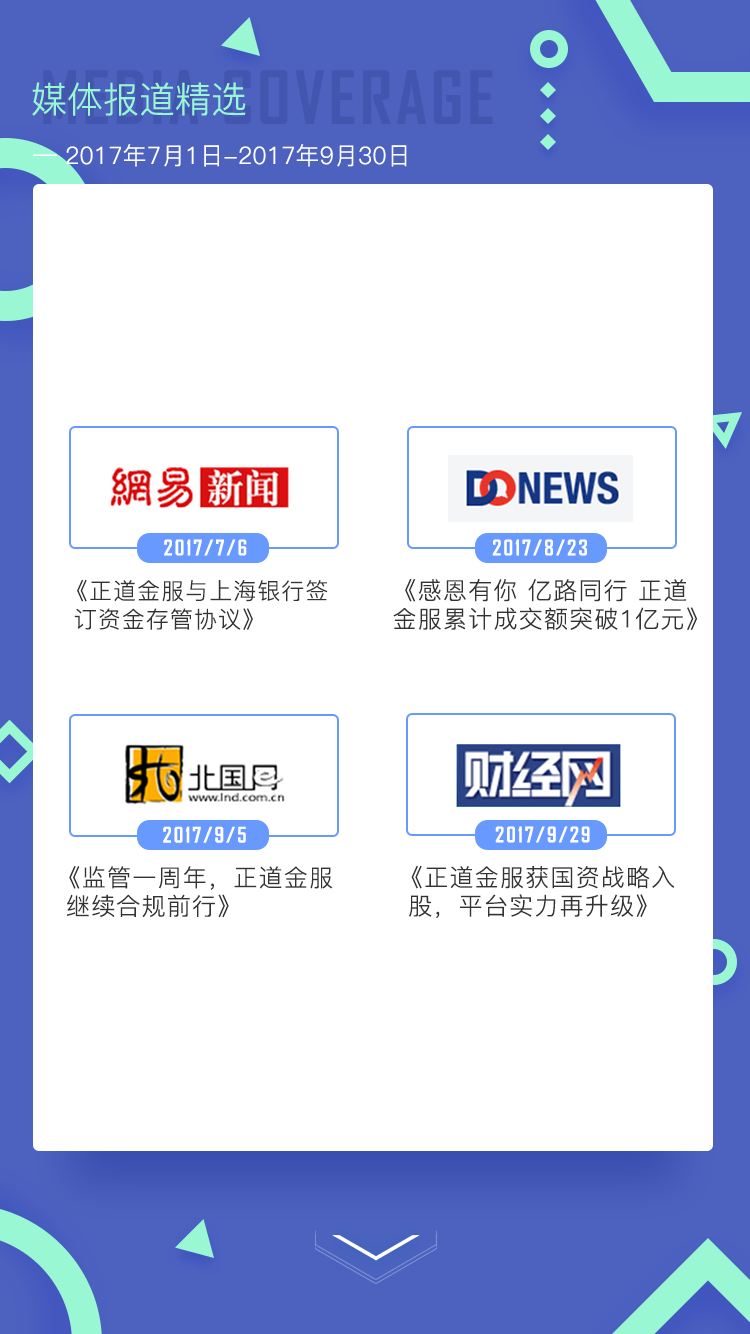 MEDIA COVERAGE
媒体报道精选
— 2017年7月1日-2017年9月30日
網易新闻
DONEWS
2017/7/6
2017/8/23
《正道金服与上海银行签
订资金存管协议》
《感恩有你 亿路同行 正道
金服累计成交额突破1亿元》
北国网
www.lnd.com.cn
财经网
2017/9/5
2017/9/29
《监管一周年，正道金服
继续合规前行》
《正道金服获国资战略入
股，平台实力再升级》